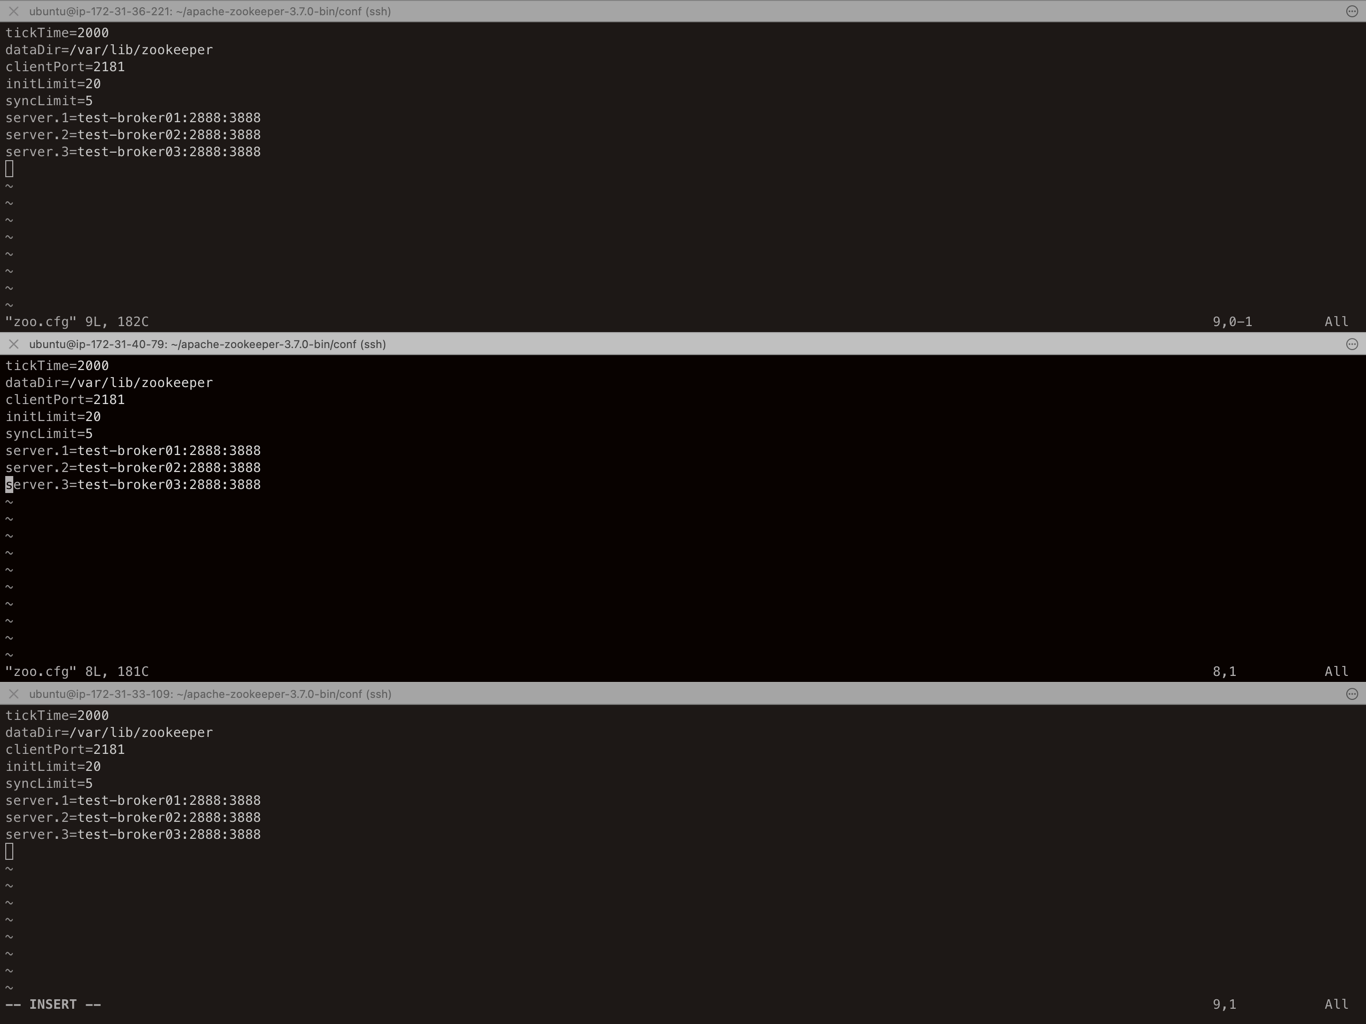 ubuntu@ip-172-31-36-221: ~/apache-zookeeper-3.7.0-bin/conf (ssh)
tickTime=2000
dataDir=/var/lib/zookeeper
clientPort=2181
initLimit=20
syncLimit=5
server.1=test-broker01:2888:3888
server.2=test-broker02:2888:3888
server.3=test-broker03:2888:3888
~
~
~
~
~
~
~
~
"zoo.cfg" 9L, 182C 9,0-1 All
ubuntu@ip-172-31-40-79: ~/apache-zookeeper-3.7.0-bin/conf (ssh)
tickTime=2000
dataDir=/var/lib/zookeeper
clientPort=2181
initLimit=20
syncLimit=5
server.1=test-broker01:2888:3888
server.2=test-broker02:2888:3888
server.3=test-broker03:2888:3888
~
~
~
~
~
~
~
~
~
~
"zoo.cfg" 8L, 181C 8,1 All
ubuntu@ip-172-31-33-109: ~/apache-zookeeper-3.7.0-bin/conf (ssh)
tickTime=2000
dataDir=/var/lib/zookeeper
clientPort=2181
initLimit=20
syncLimit=5
server.1=test-broker01:2888:3888
server.2=test-broker02:2888:3888
server.3=test-broker03:2888:3888
~
~
~
~
~
~
~
~
-- INSERT -- 9,1 All